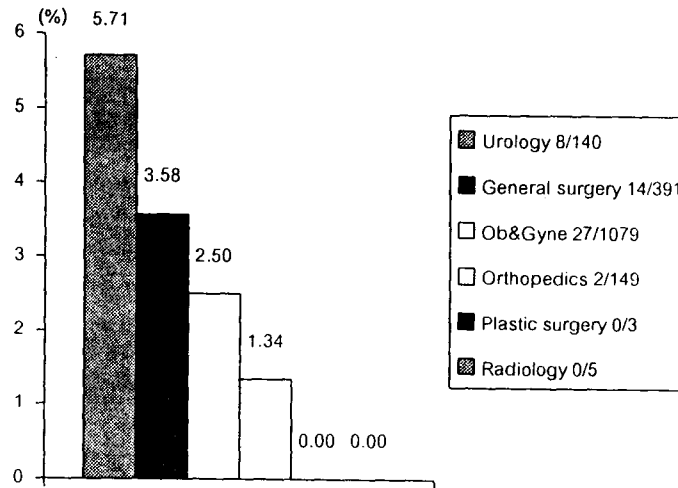 (%)
6
5
4
3
2
1
0
5.71
3.58
2.50
1.34
0.00 0.00
Urology 8/140
General surgery 14/391
Ob&Gyne 27/1079
Orthopedics 2/149
Plastic surgery 0/3
Radiology 0/5